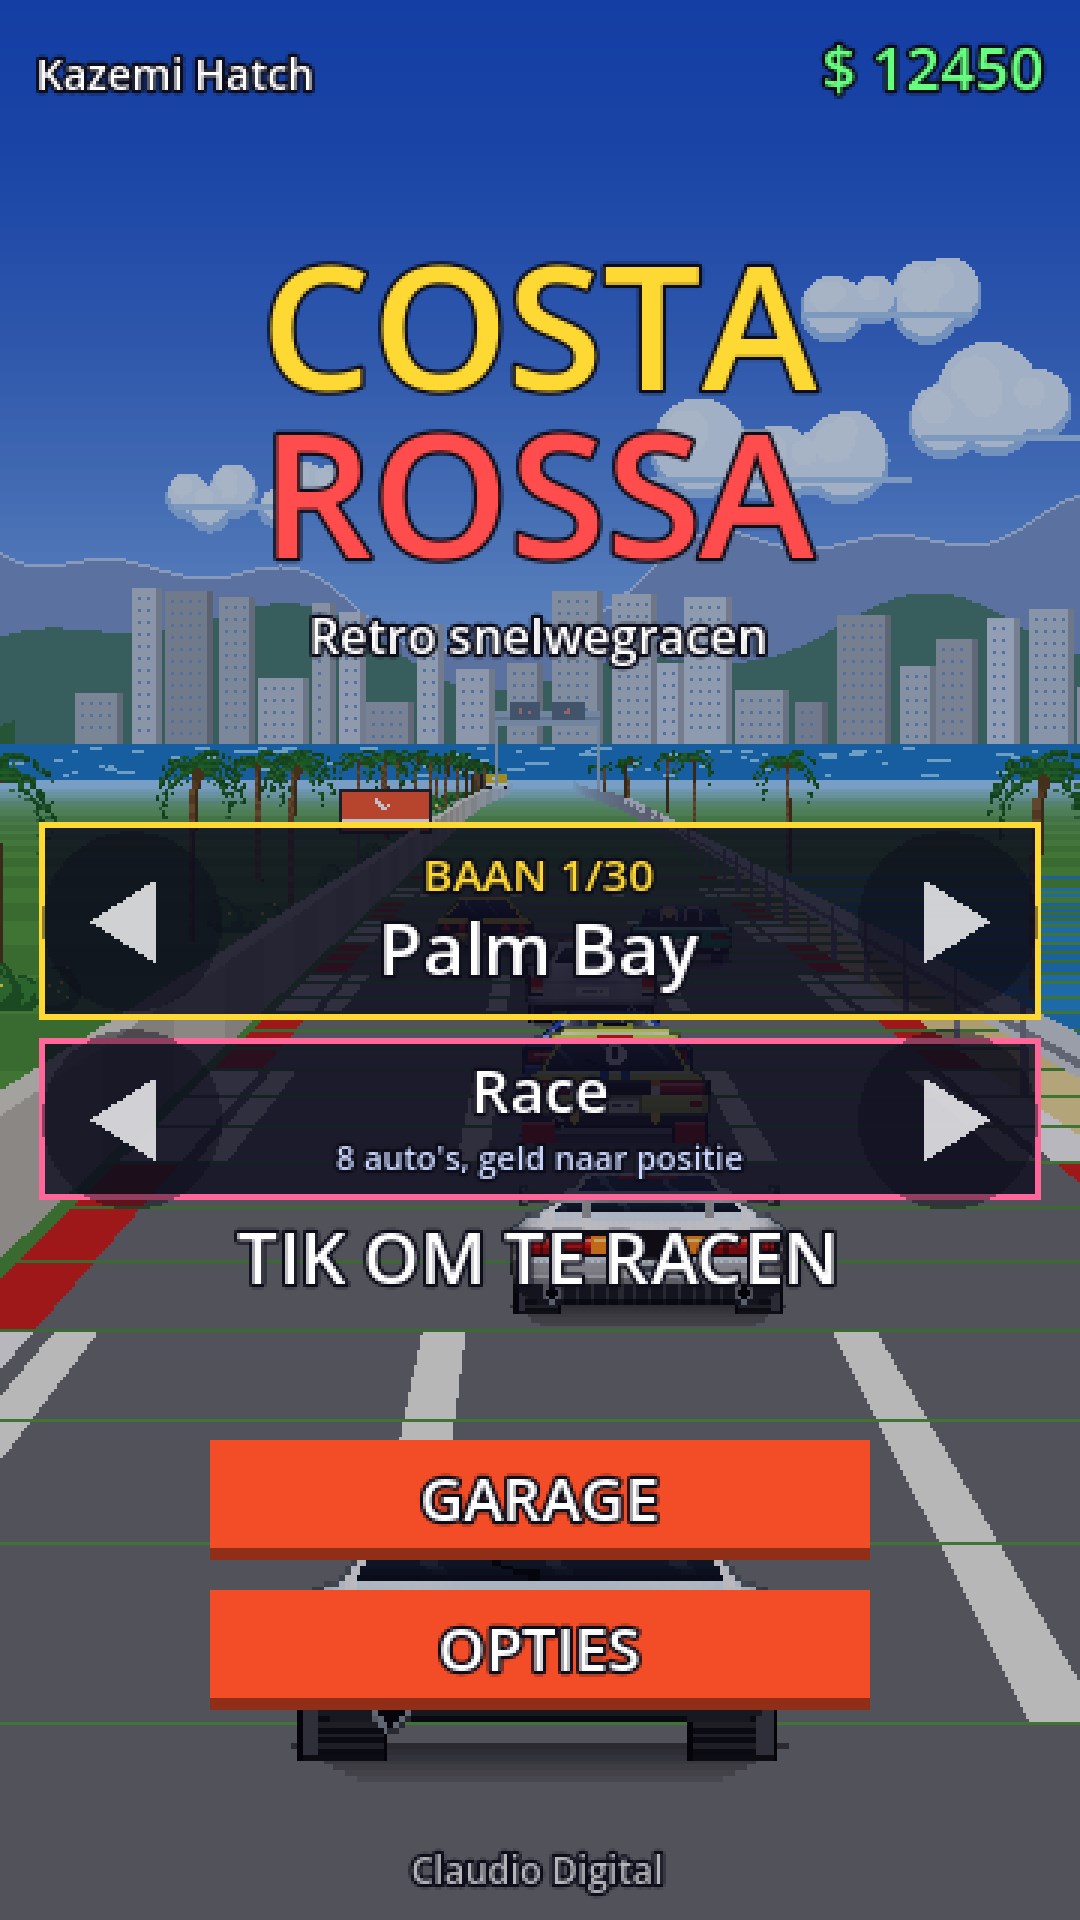 Kazemi Hatch
$ 12450
COSTA
ROSSA
Retro snelwegracen
BAAN 1/30
Palm Bay
Race
8 auto's, geld naar positie
TIK OM TE RACEN
GARAGE
OPTIES
Claudio Digital